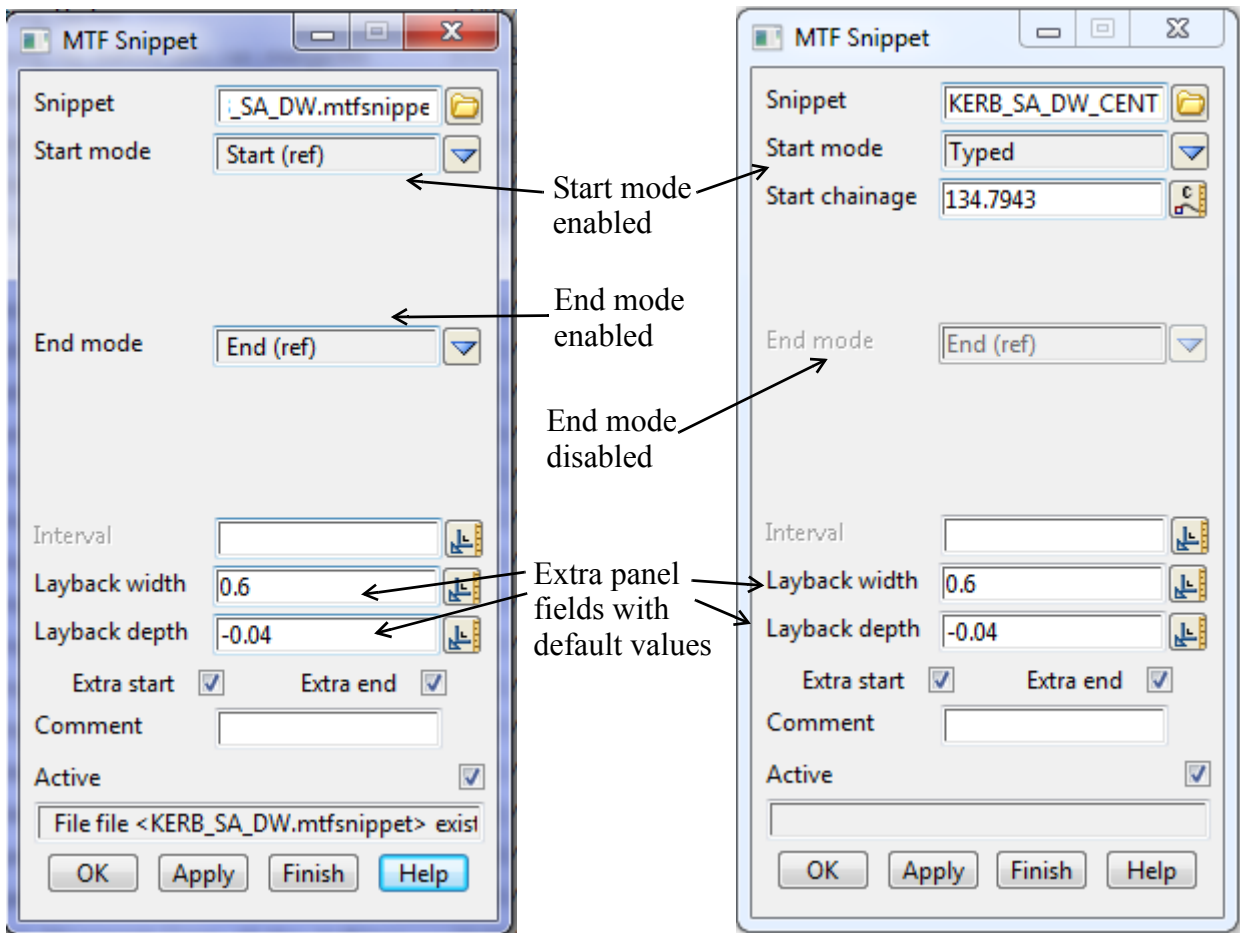 MTF Snippet
Snippet
_SA_DW.mtfsnippe
Start mode
Start (ref)
End mode
End (ref)
Interval
Layback width
0.6
Layback depth
-0.04
Extra start
Extra end
Comment
Active
File file <KERB_SA_DW.mtfsnippet> exist
OK
Apply
Finish
Help
Start mode
enabled
End mode
enabled
End mode
disabled
Extra panel
fields with
default values
MTF Snippet
Snippet
KERB_SA_DW_CENT
Start mode
Typed
Start chainage
134.7943
End mode
End (ref)
Interval
Layback width
0.6
Layback depth
-0.04
Extra start
Extra end
Comment
Active
OK
Apply
Finish
Help